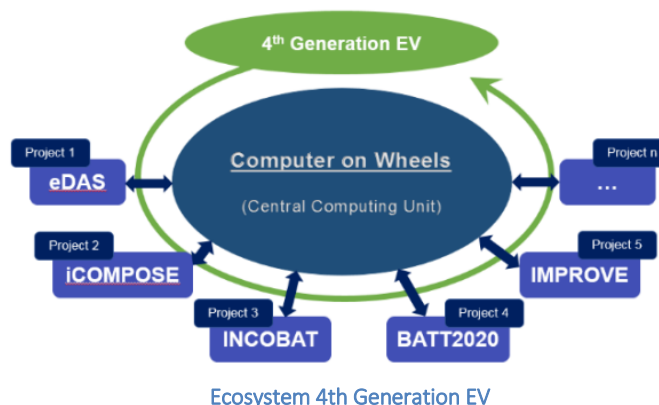 4th Generation EV
Computer on Wheels
(Central Computing Unit)
Project 1
eDAS
Project 2
iCOMPOSE
Project 3
INCOBAT
Project 4
BATT2020
Project 5
IMPROVE
Project n
...
Ecosystem 4th Generation EV